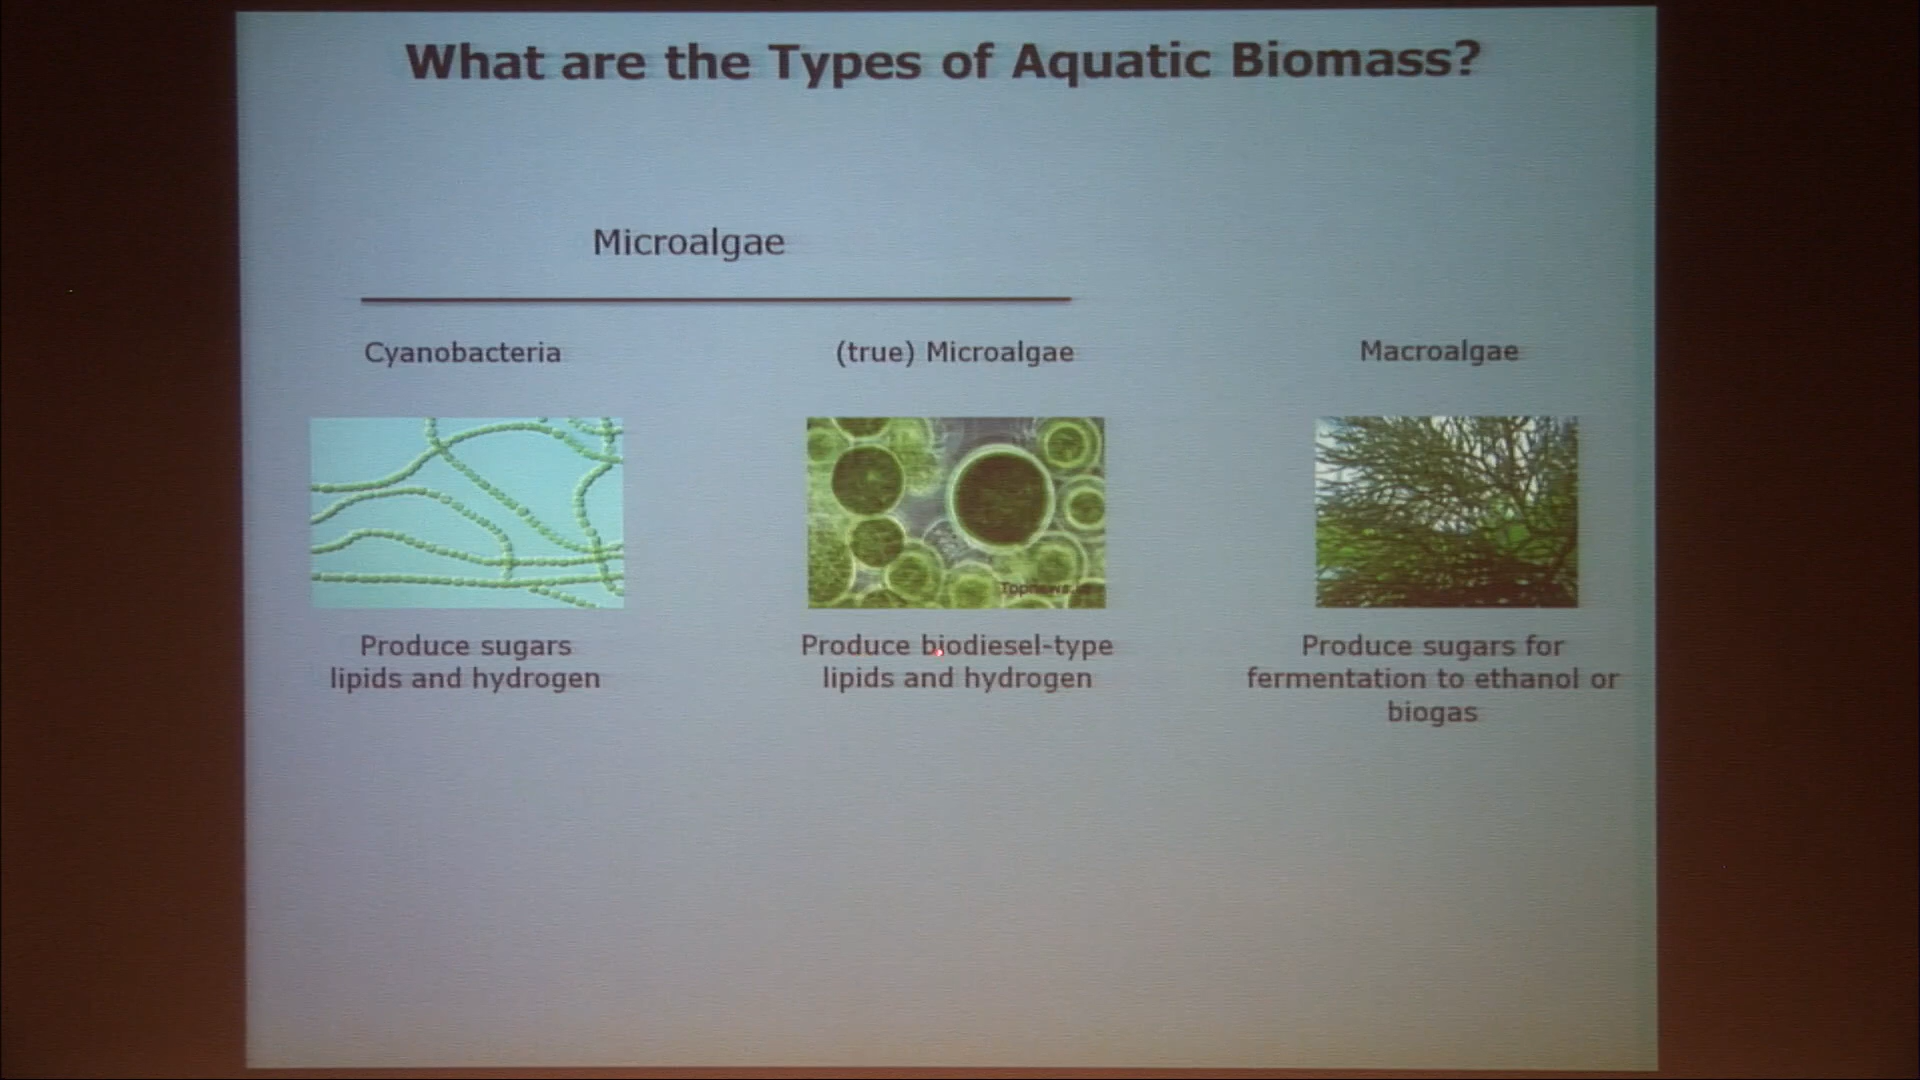 What are the Types of Aquatic Biomass?
Microalgae
Cyanobacteria
(true) Microalgae
Macroalgae
Produce sugars
lipids and hydrogen
Produce biodiesel-type
lipids and hydrogen
Produce sugars for
fermentation to ethanol or
biogas